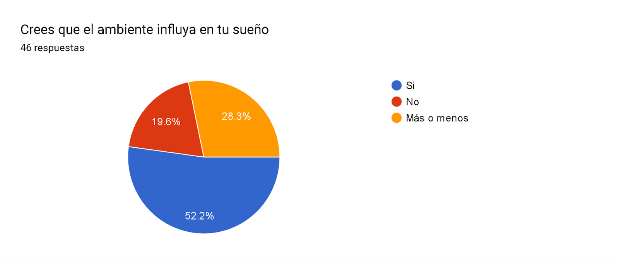 Crees que el ambiente influya en tu sueño
46 respuestas
Si
No
Más o menos
19.6%
28.3%
52.2%